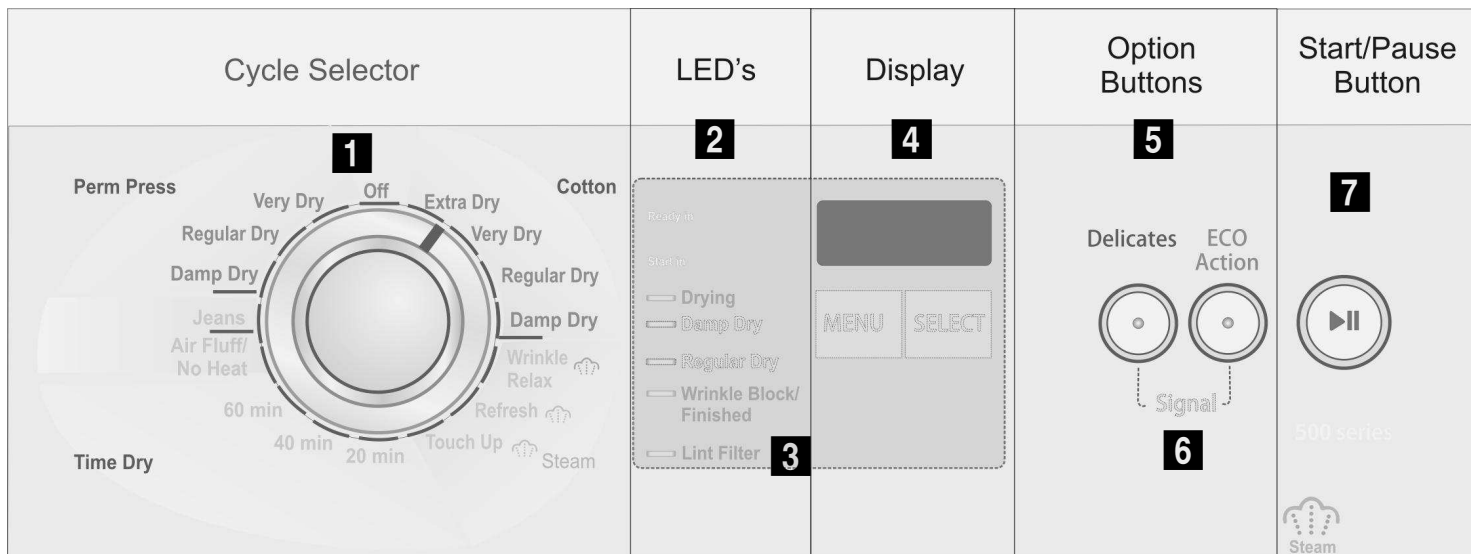 Cycle Selector
LED's
Display
Option
Buttons
Start/Pause
Button
1
2
4
5
7
Perm Press
Cotton
Off
Very Dry
Extra Dry
Regular Dry
Very Dry
Damp Dry
Regular Dry
Jeans
Damp Dry
Air Fluff/
No Heat
Wrinkle
Relax
60 min
Refresh
40 min
Touch Up
20 min
Steam
Time Dry
Ready in
Start in
Drying
Damp Dry
Regular Dry
Wrinkle Block/
Finished
Lint Filter
3
MENU
SELECT
Delicates
ECO
Action
Signal
6
500 series
Steam